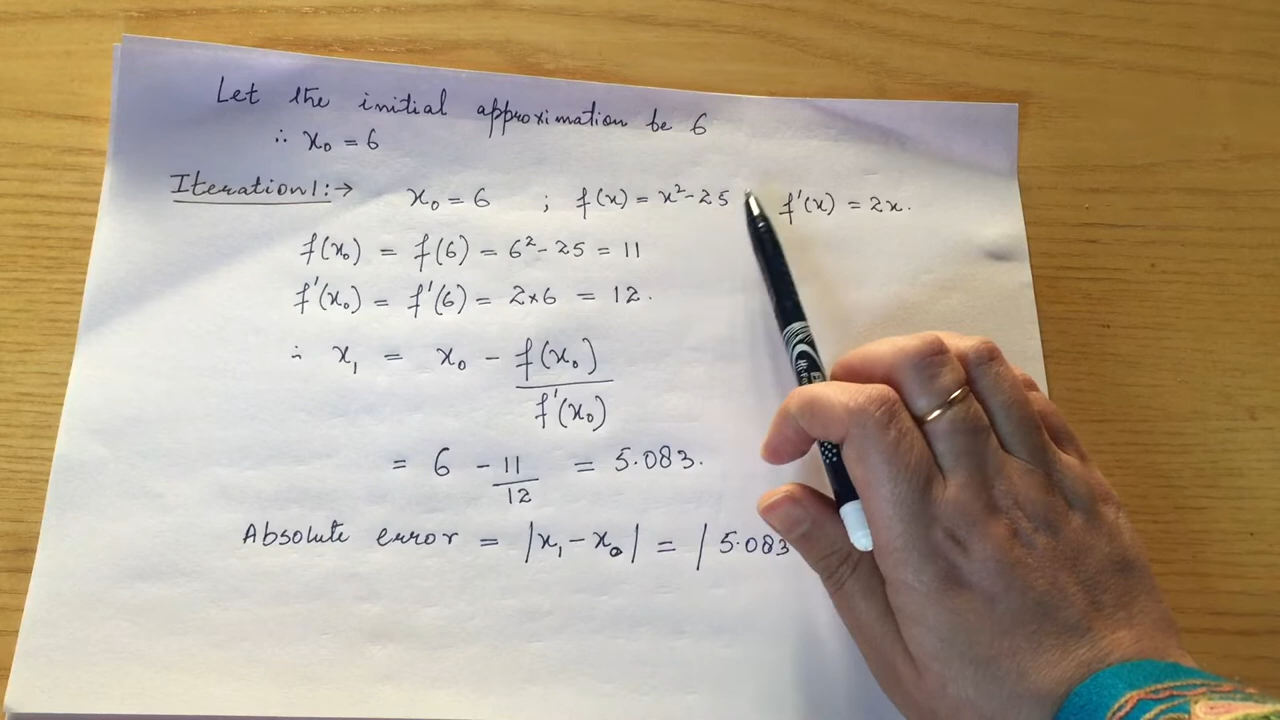 Let the initial approximation be 6
∴ x₀ = 6
Iteration 1:→ x₀ = 6 ; f(x) = x² - 25 f'(x) = 2x.
f(x₀) = f(6) = 6² - 25 = 11
f'(x₀) = f'(6) = 2×6 = 12.
∴ x₁ = x₀ - f(x₀)/f'(x₀)
= 6 - 11/12 = 5.083.
Absolute error = |x₁ - x₀| = |5.083